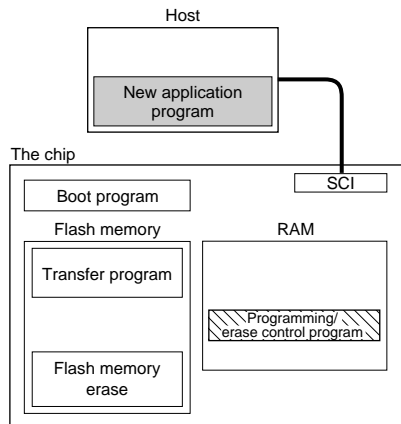 Host
New application
program
The chip
SCI
Boot program
Flash memory
RAM
Transfer program
Programming/
erase control program
Flash memory
erase